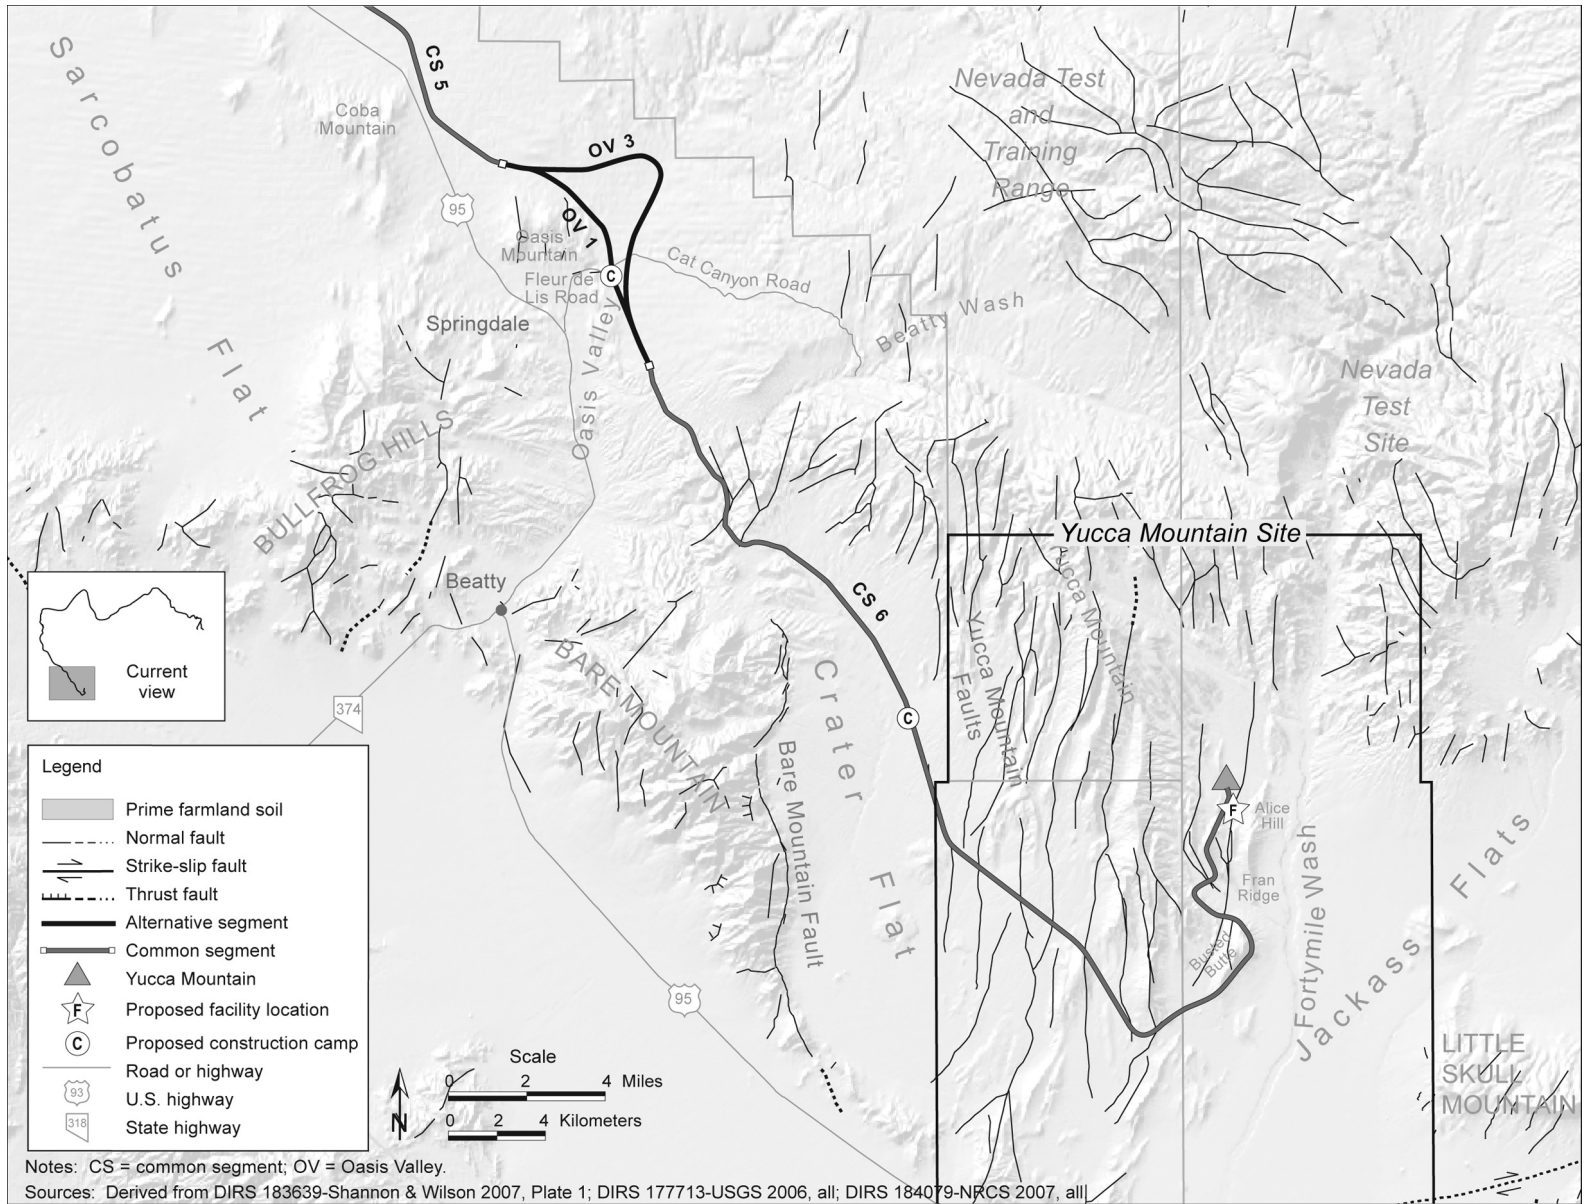 Sarcobatus Flat
CS 5
Coba
Mountain
95
OV 3
OV 1
Oasis
Mountain
Fleur de
Lis Road
C
Cat Canyon Road
Springdale
Oasis Valley
Beatty Wash
Nevada Test
and
Training
Range
Nevada
Test
Site
BULLFROG HILLS
Beatty
374
BARE MOUNTAIN
CS 6
Crater Flat
C
Bare Mountain Fault
Yucca Mountain Site
Yucca Mountain
Yucca Mountain
Faults
F
Alice
Hill
Fran
Ridge
Busted
Butte
Fortymile Wash
Jackass Flats
LITTLE
SKULL
MOUNTAIN
95
Current
view
Legend
Prime farmland soil
Normal fault
Strike-slip fault
Thrust fault
Alternative segment
Common segment
Yucca Mountain
F Proposed facility location
C Proposed construction camp
Road or highway
93 U.S. highway
318 State highway
N
Scale
0 2 4 Miles
0 2 4 Kilometers
Notes: CS = common segment; OV = Oasis Valley.
Sources: Derived from DIRS 183639-Shannon & Wilson 2007, Plate 1; DIRS 177713-USGS 2006, all; DIRS 184079-NRCS 2007, all